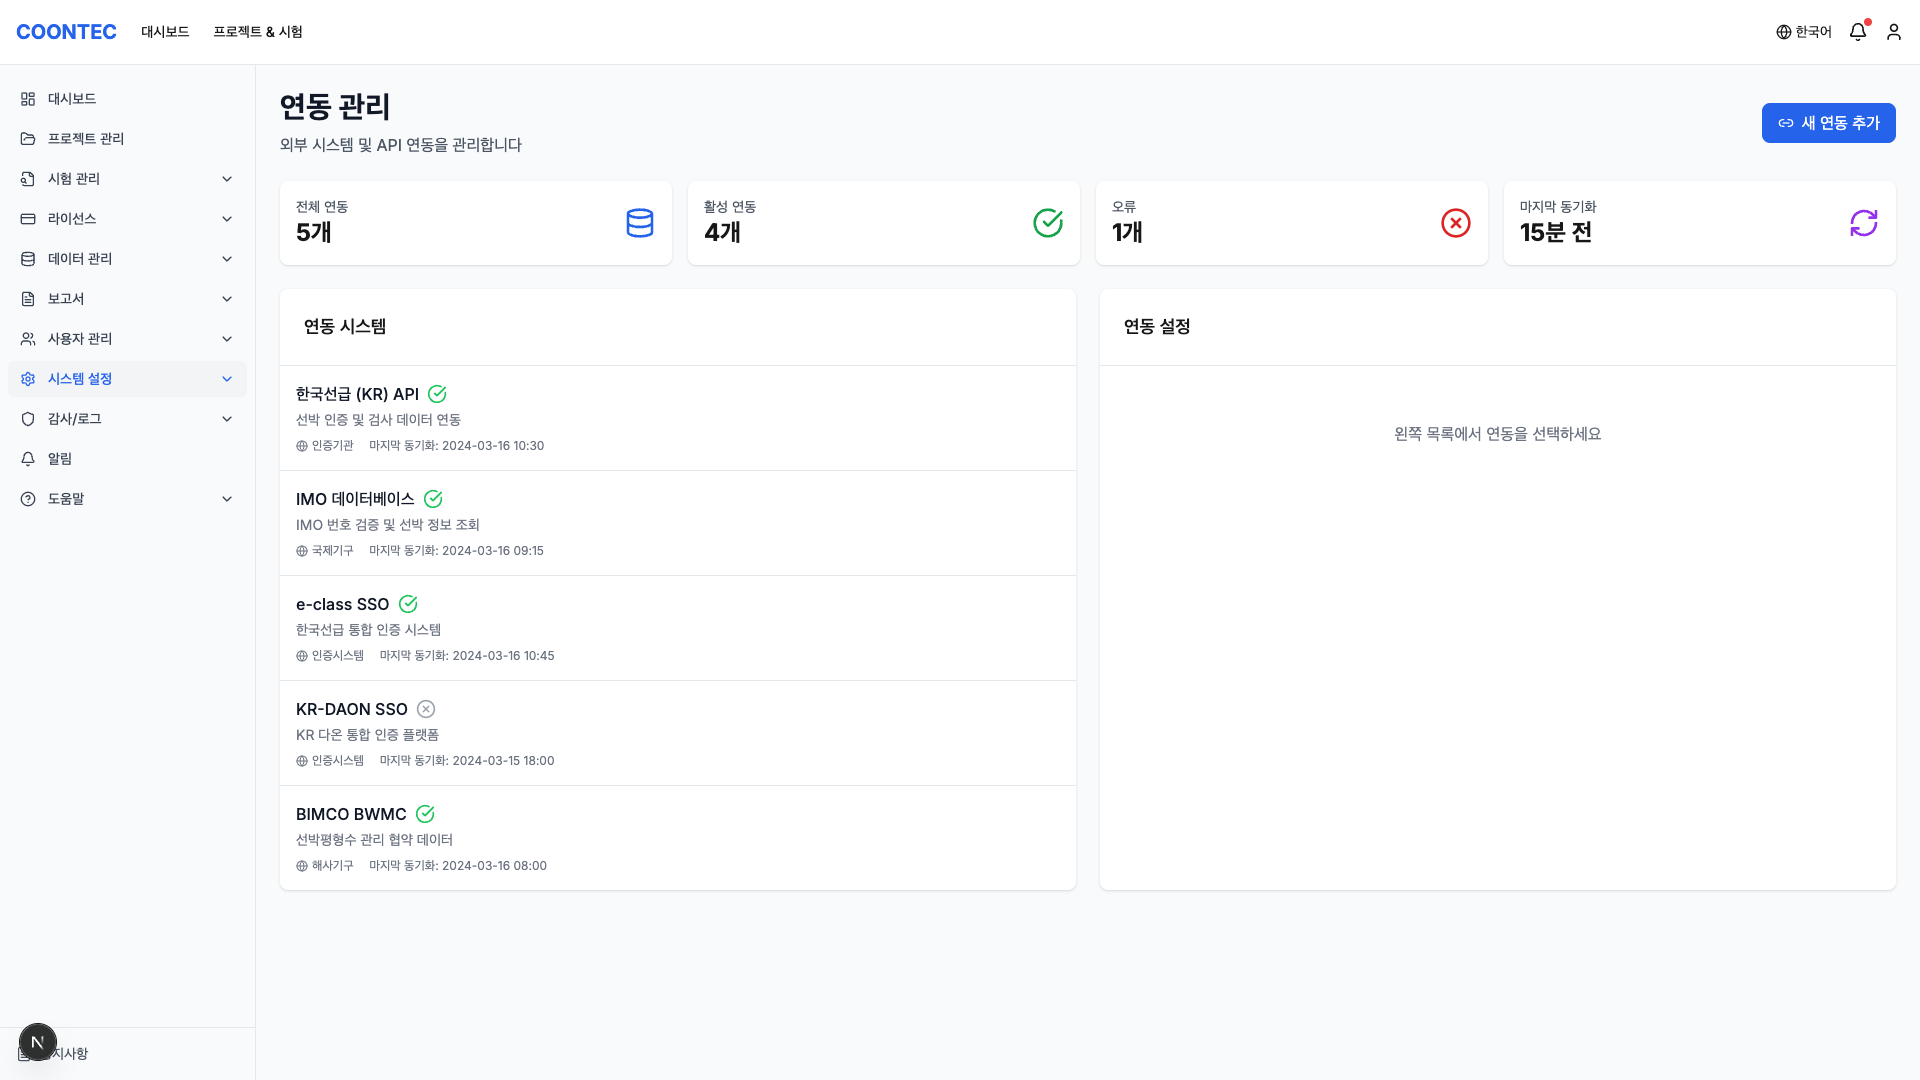 COONTEC
대시보드
프로젝트 & 시험
한국어
대시보드
프로젝트 관리
시험 관리
라이선스
데이터 관리
보고서
사용자 관리
시스템 설정
감사/로그
알림
도움말
지사항
N
연동 관리
외부 시스템 및 API 연동을 관리합니다
새 연동 추가
전체 연동
5개
활성 연동
4개
오류
1개
마지막 동기화
15분 전
연동 시스템
한국선급 (KR) API
선박 인증 및 검사 데이터 연동
인증기관 마지막 동기화: 2024-03-16 10:30
IMO 데이터베이스
IMO 번호 검증 및 선박 정보 조회
국제기구 마지막 동기화: 2024-03-16 09:15
e-class SSO
한국선급 통합 인증 시스템
인증시스템 마지막 동기화: 2024-03-16 10:45
KR-DAON SSO
KR 다온 통합 인증 플랫폼
인증시스템 마지막 동기화: 2024-03-15 18:00
BIMCO BWMC
선박평형수 관리 협약 데이터
해사기구 마지막 동기화: 2024-03-16 08:00
연동 설정
왼쪽 목록에서 연동을 선택하세요